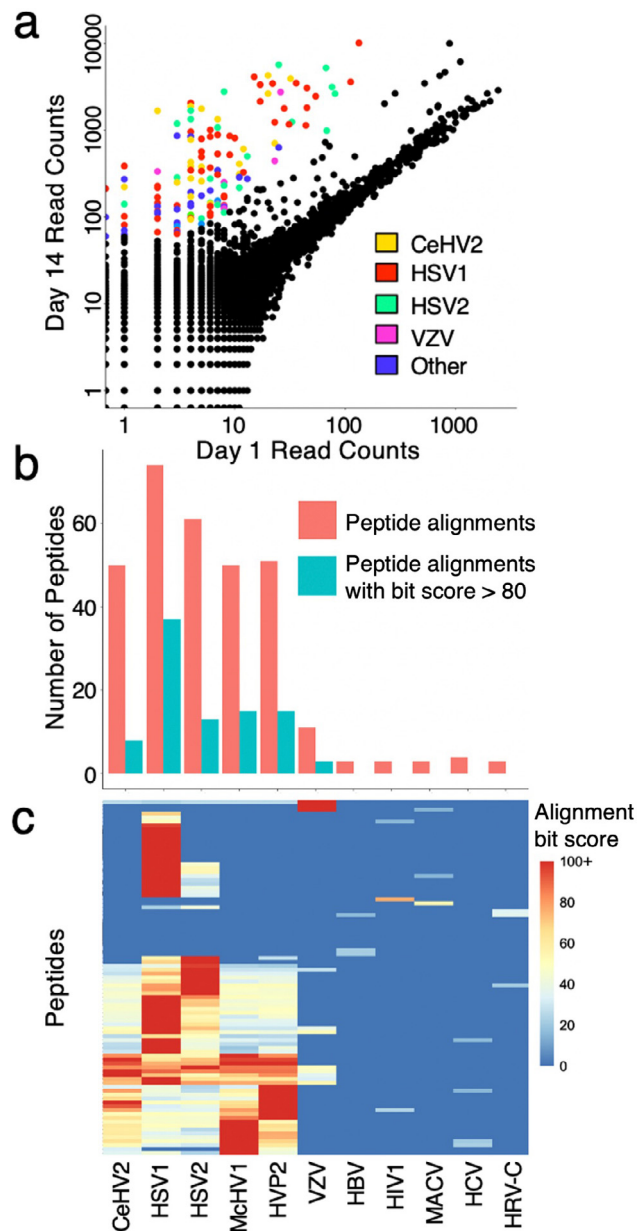 a
Day 14 Read Counts
10000
1000
100
10
1
CeHV2
HSV1
HSV2
VZV
Other
1
10
100
1000
Day 1 Read Counts
b
Number of Peptides
60
40
20
0
Peptide alignments
Peptide alignments
with bit score > 80
c
Peptides
Alignment
bit score
100+
80
60
40
20
0
CeHV2
HSV1
HSV2
McHV1
HVP2
VZV
HBV
HIV1
MACV
HCV
HRV-C